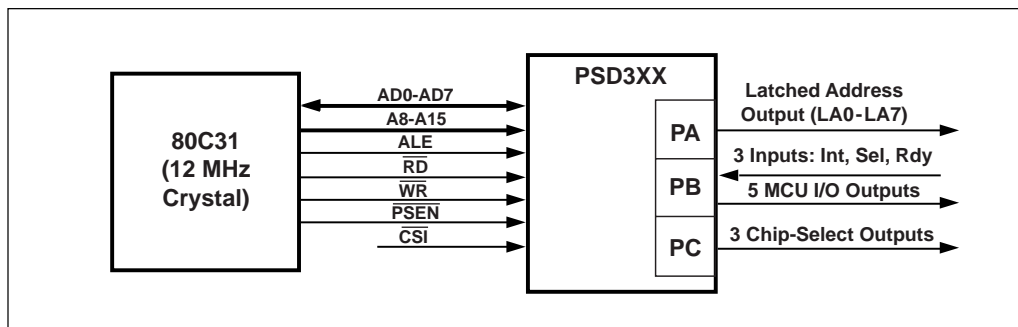 80C31
(12 MHz
Crystal)
AD0-AD7
A8-A15
ALE
RD
WR
PSEN
CSI
PSD3XX
PA
PB
PC
Latched Address
Output (LA0-LA7)
3 Inputs: Int, Sel, Rdy
5 MCU I/O Outputs
3 Chip-Select Outputs